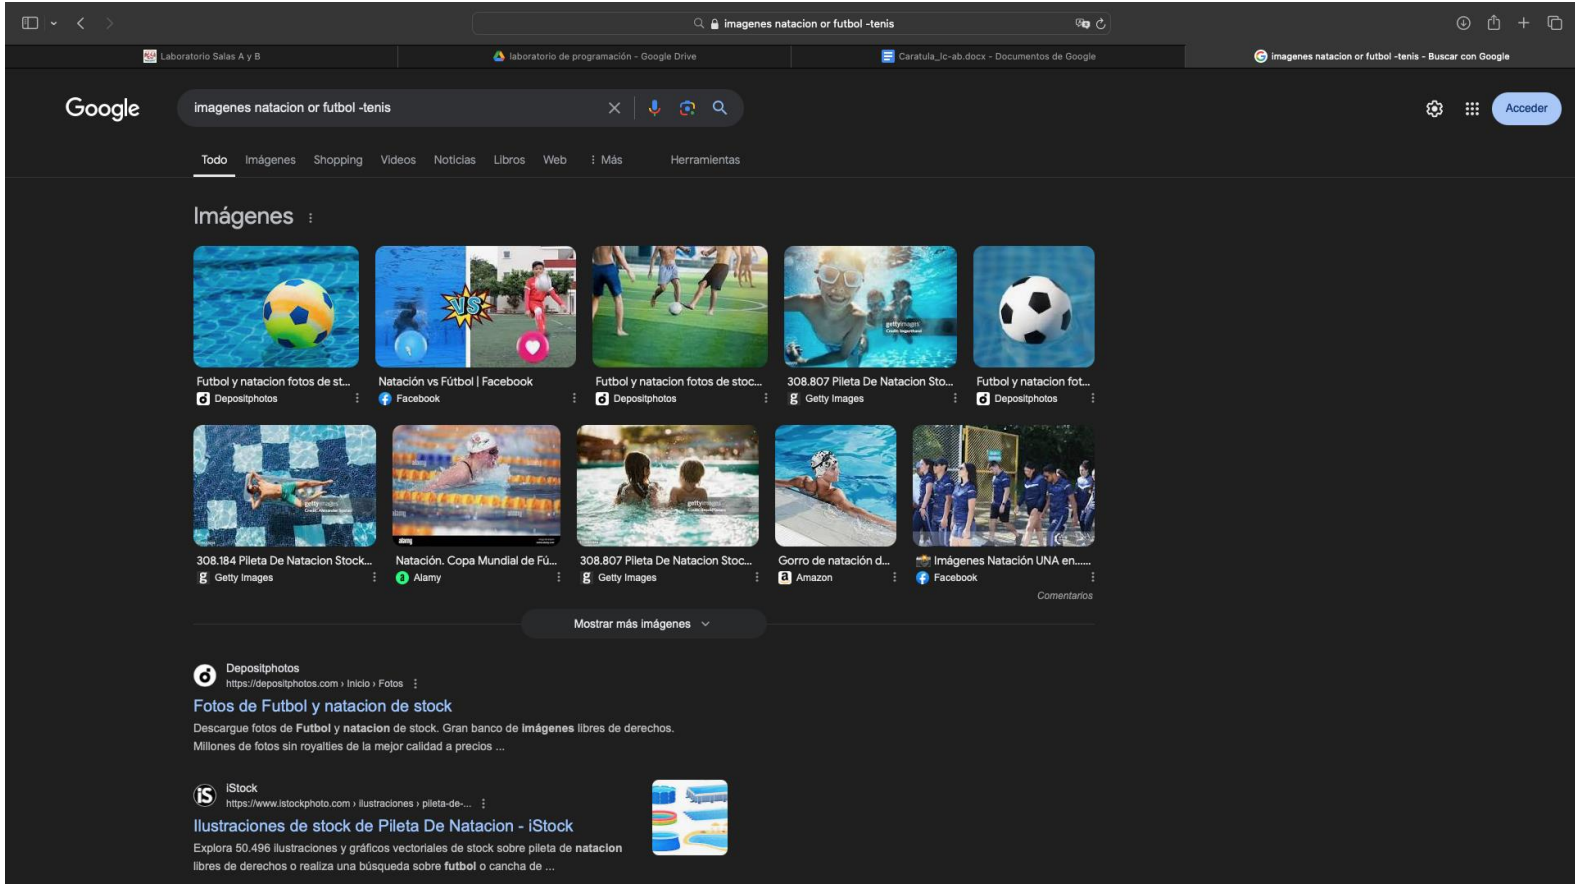 imagenes natacion or futbol -tenis
Laboratorio Salas A y B
laboratorio de programación – Google Drive
Caratula_lc-ab.docx - Documentos de Google
imagenes natacion or futbol -tenis - Buscar con Google
Google
imagenes natacion or futbol -tenis
Acceder
Todo Imágenes Shopping Videos Noticias Libros Web Más Herramientas
Imágenes
VS
gettyimages
Futbol y natacion fotos de st...
Depositphotos
Natación vs Fútbol | Facebook
Facebook
Futbol y natacion fotos de stoc...
Depositphotos
308.807 Pileta De Natacion Sto...
Getty Images
Futbol y natacion fot...
Depositphotos
gettyimages
alamy
gettyimages
308.184 Pileta De Natacion Stock...
Getty Images
Natación. Copa Mundial de Fú...
Alamy
308.807 Pileta De Natacion Stoc...
Getty Images
Gorro de natación d...
Amazon
Imágenes Natación UNA en......
Facebook
Comentarios
Mostrar más imágenes
Depositphotos
https://depositphotos.com › Inicio › Fotos
Fotos de Futbol y natacion de stock
Descargue fotos de Futbol y natacion de stock. Gran banco de imágenes libres de derechos.
Millones de fotos sin royalties de la mejor calidad a precios ...
iS
iStock
https://www.istockphoto.com › ilustraciones › pileta-de-...
Ilustraciones de stock de Pileta De Natacion - iStock
Explora 50.496 ilustraciones y gráficos vectoriales de stock sobre pileta de natacion
libres de derechos o realiza una búsqueda sobre futbol o cancha de ...